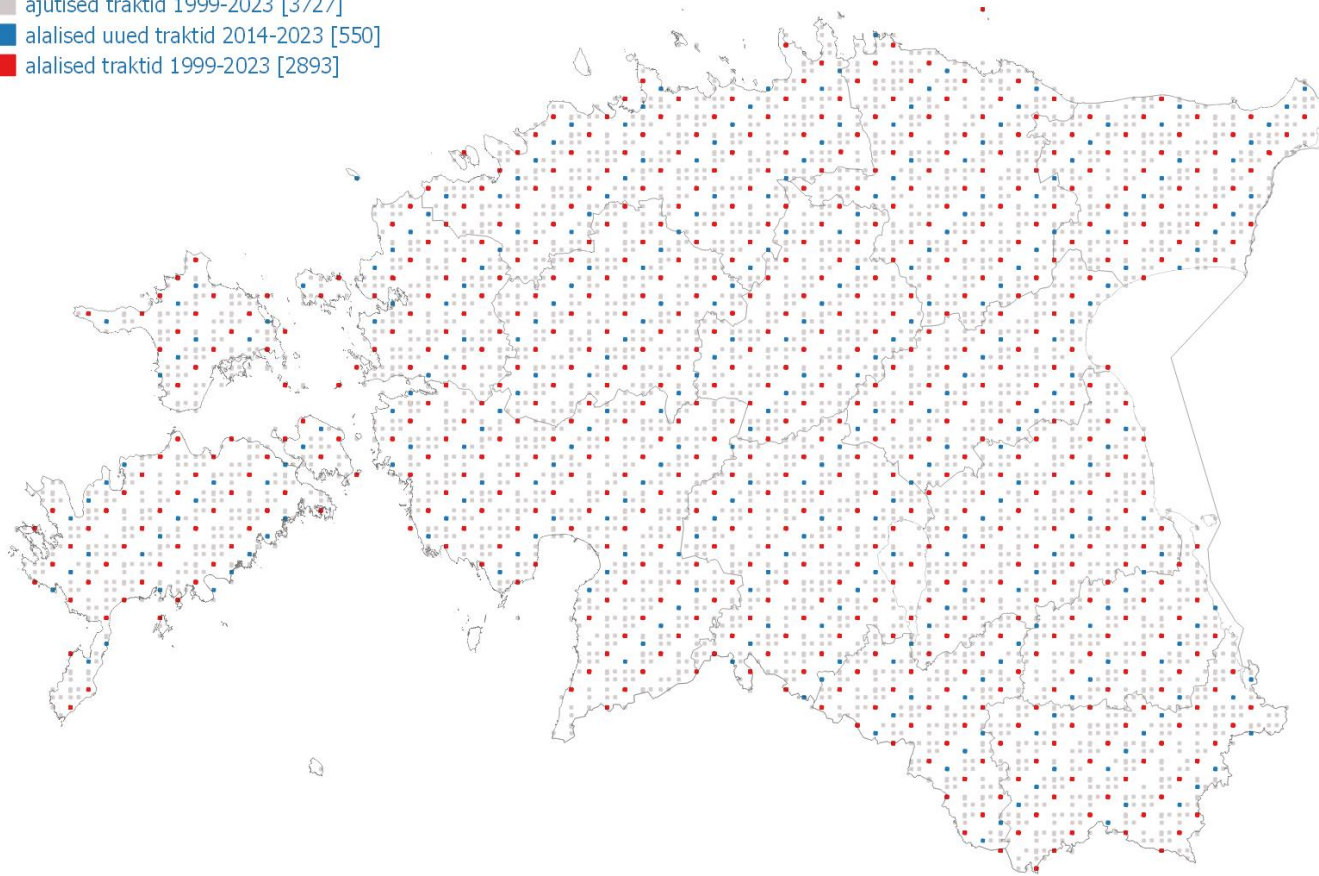 ajutised traktid 1999-2023 [3727]
alalised uued traktid 2014-2023 [550]
alalised traktid 1999-2023 [2893]